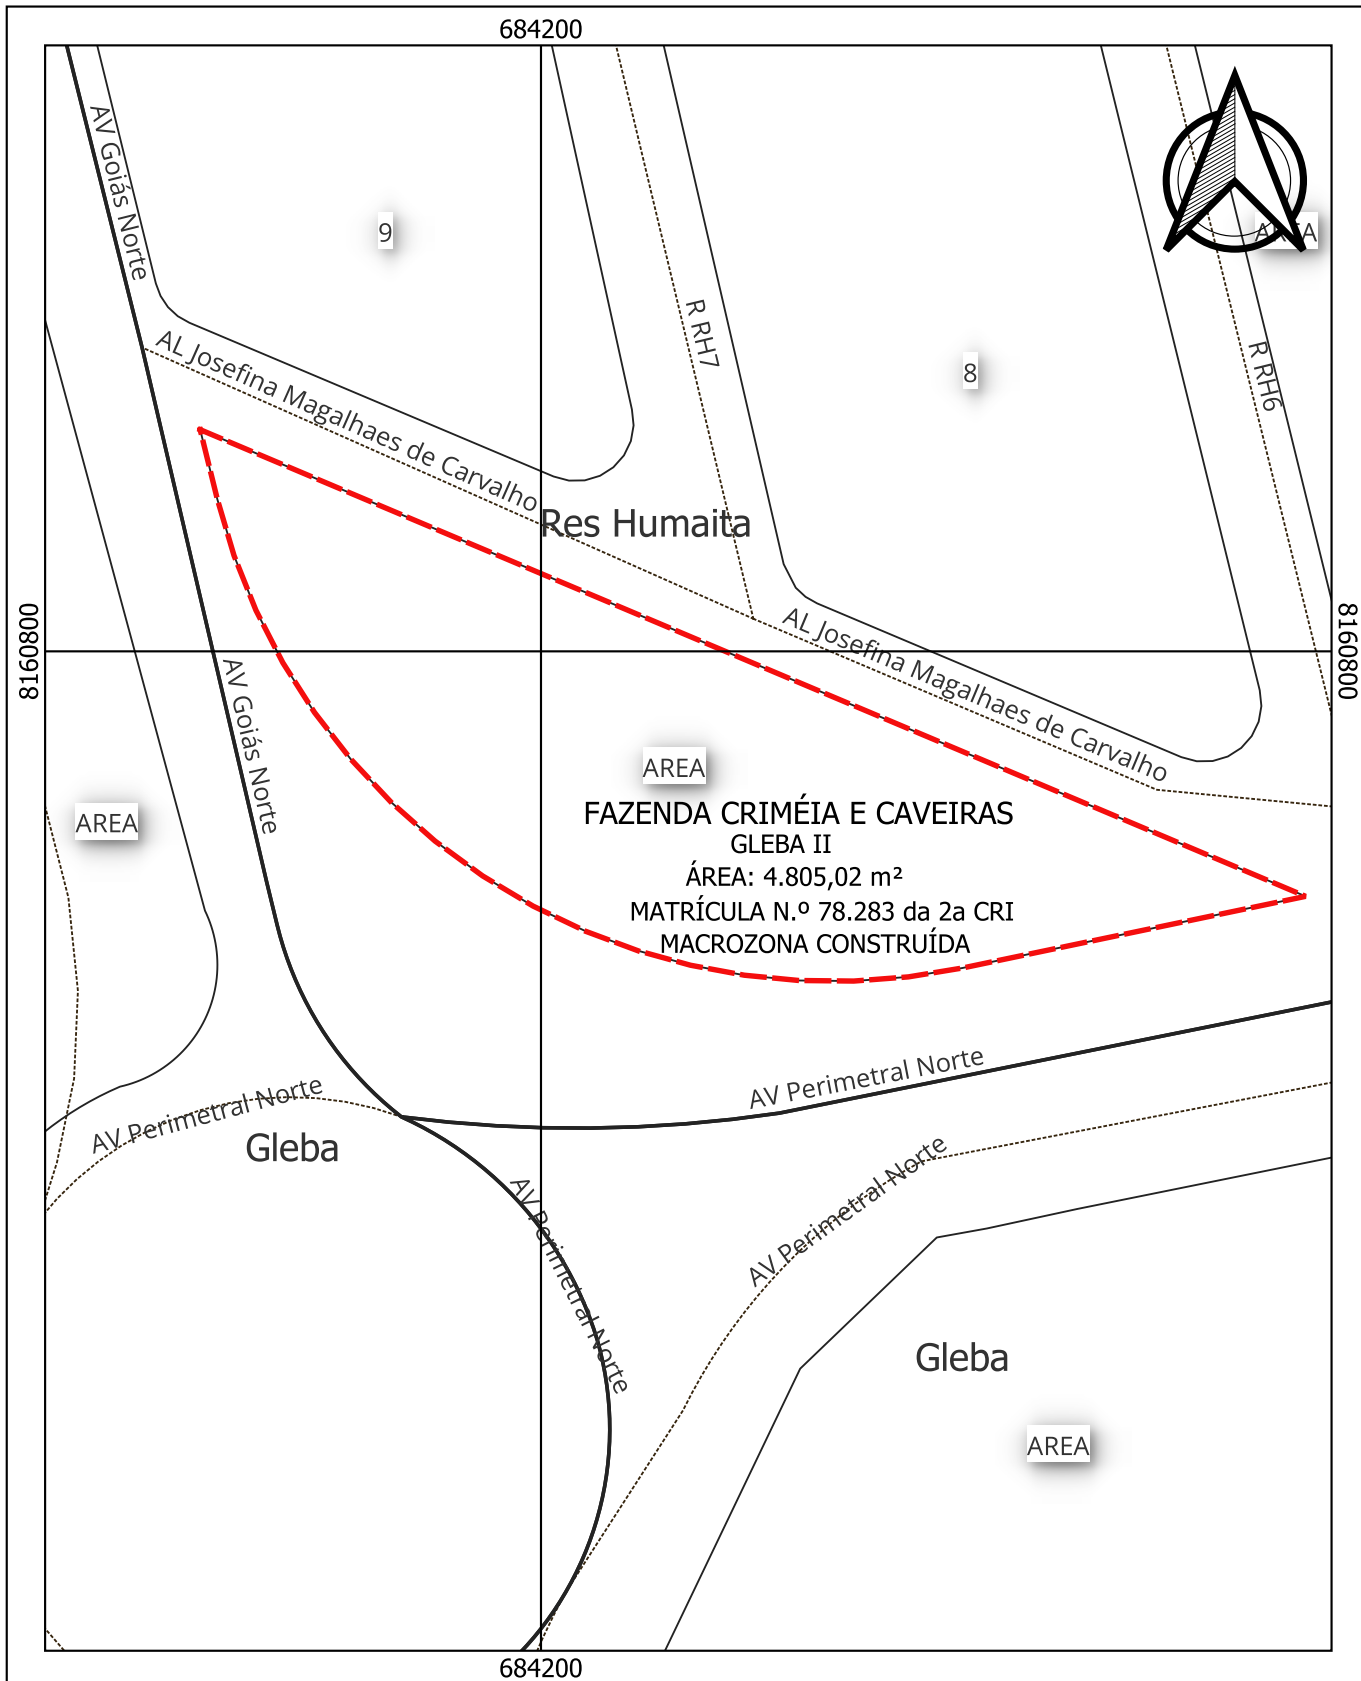 684200
AV Goiás Norte
9
AREA
R RH7
R RH6
AL Josefina Magalhaes de Carvalho
8
Res Humaita
8160800
8160800
AL Josefina Magalhaes de Carvalho
AV Goiás Norte
AREA
AREA
FAZENDA CRIMÉIA E CAVEIRAS
GLEBA II
ÁREA: 4.805,02 m²
MATRÍCULA N.º 78.283 da 2a CRI
MACROZONA CONSTRUÍDA
AV Perimetral Norte
AV Perimetral Norte
Gleba
AV Perimetral Norte
AV Perimetral Norte
Gleba
AREA
684200